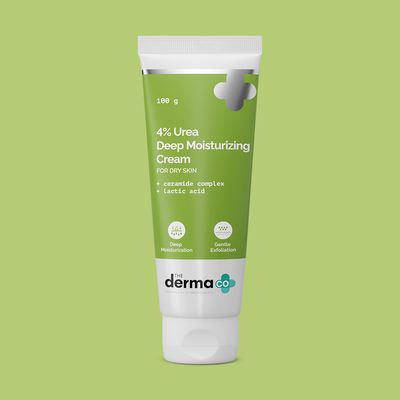 100 g
4% Urea
Deep Moisturizing
Cream
FOR DRY SKIN
+ ceramide complex
+ lactic acid
Deep
Moisturization
Gentle
Exfoliation
THE
derma co